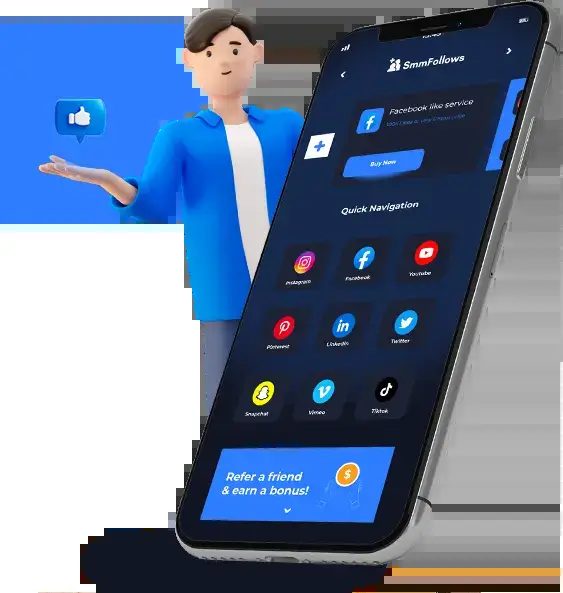 SmmFollows
Facebook like service
Buy Now
Quick Navigation
Instagram
Facebook
Youtube
Pinterest
LinkedIn
Twitter
Snapchat
Vimeo
Tiktok
Refer a friend
& earn a bonus!